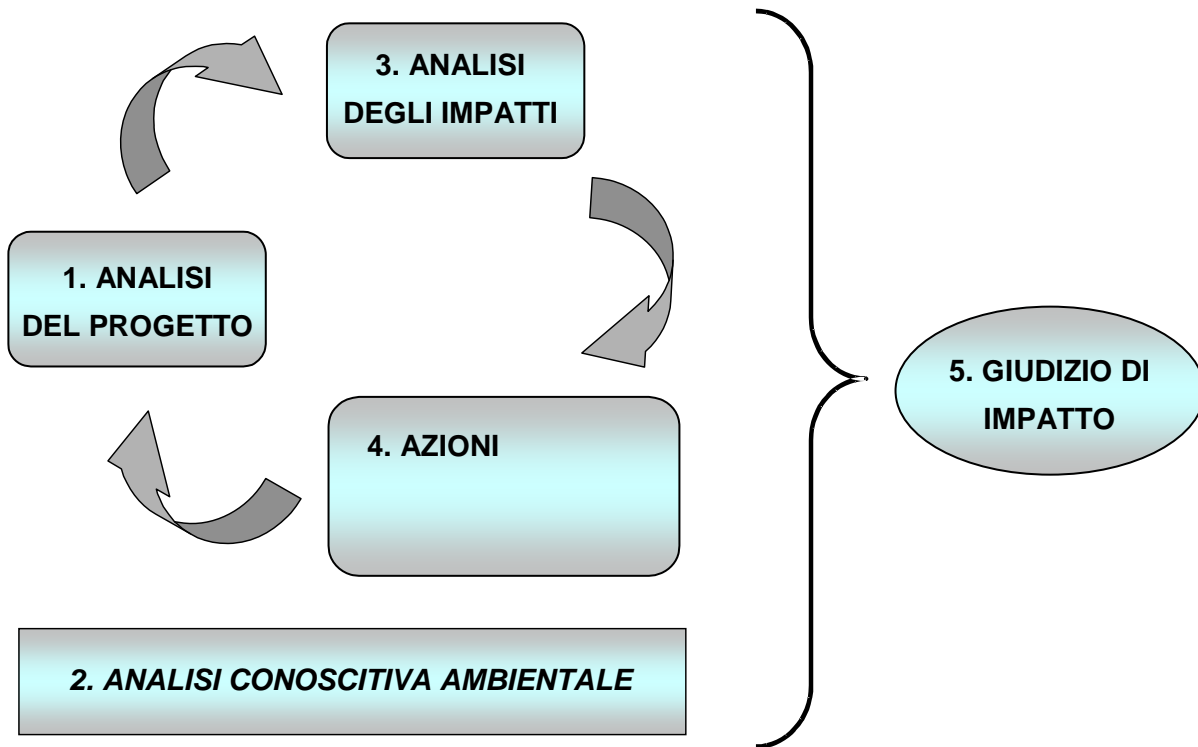 3. ANALISI
DEGLI IMPATTI
1. ANALISI
DEL PROGETTO
5. GIUDIZIO DI
IMPATTO
4. AZIONI
2. ANALISI CONOSCITIVA AMBIENTALE